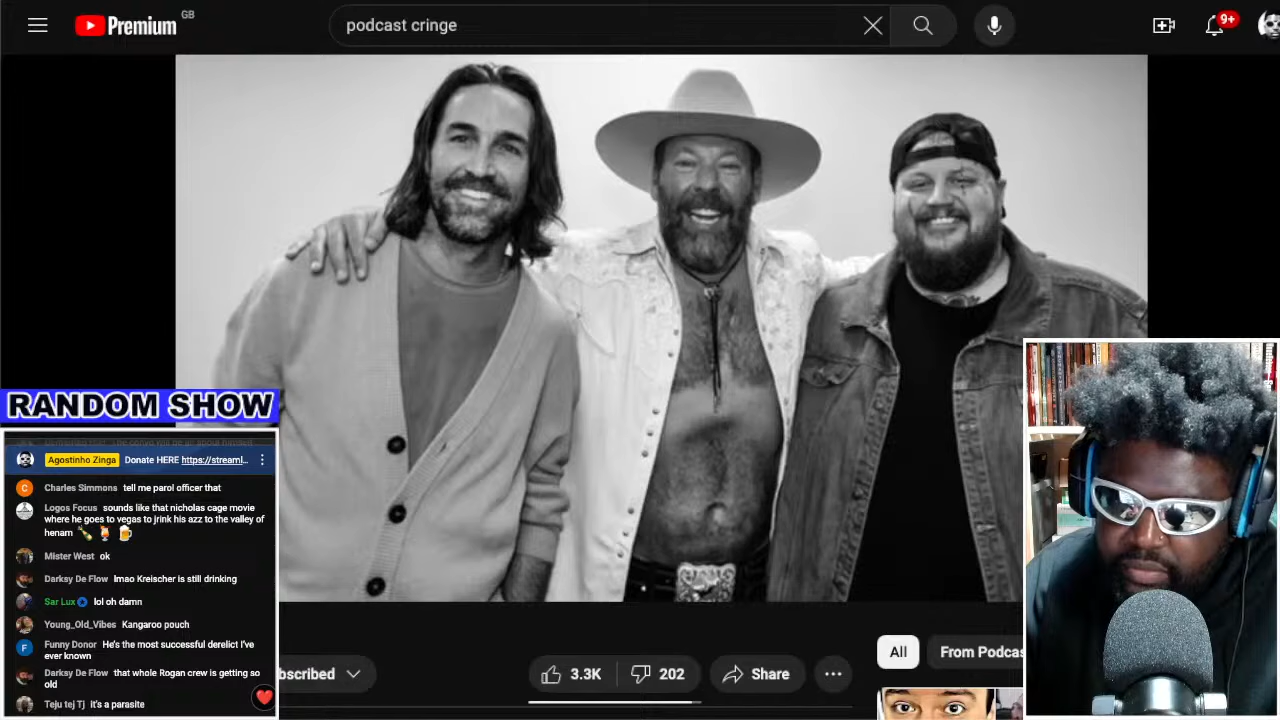 Premium GB
podcast cringe
9+
RANDOM SHOW
Agostinho Zinga Donate HERE https://streaml...
Charles Simmons tell me parol officer that
Logos Focus sounds like that nicholas cage movie
where he goes to vegas to jrink his azz to the valley of
henam
Mister West ok
Darksy De Flow lmao Kreischer is still drinking
Sar Lux lol oh damn
Young_Old_Vibes Kangaroo pouch
Funny Donor He's the most successful derelict I've
ever known
Darksy De Flow that whole Rogan crew is getting so
old
Teju tej Tj It's a parasite
bscribed
3.3K
202
Share
All
From Podcas